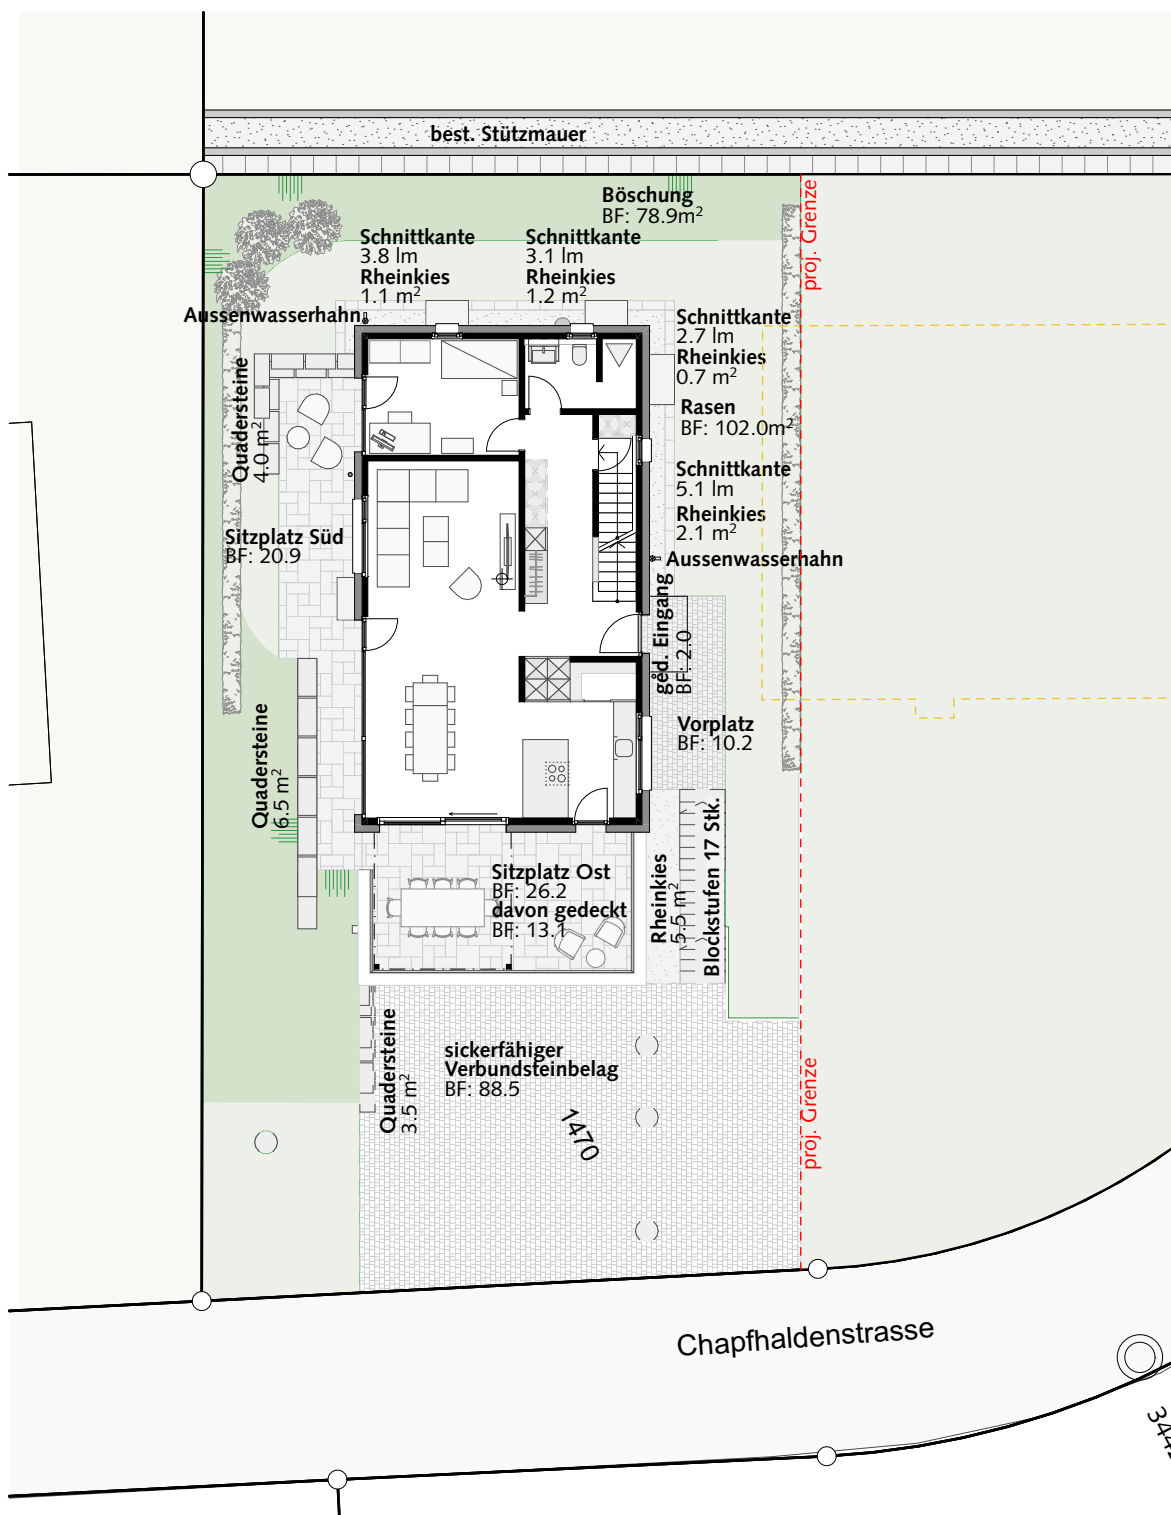 best. Stützmauer
Böschung
BF: 78.9m²
proj. Grenze
Schnittkante
3.8 lm
Rheinkies
1.1 m²
Schnittkante
3.1 lm
Rheinkies
1.2 m²
Aussenwasserhahn
Schnittkante
2.7 lm
Rheinkies
0.7 m²
Quadersteine
4.0 m²
Rasen
BF: 102.0m²
Schnittkante
5.1 lm
Rheinkies
2.1 m²
Sitzplatz Süd
BF: 20.9
Aussenwasserhahn
ged. Eingang
BF: 2.0
Quadersteine
6.5 m²
Vorplatz
BF: 10.2
Sitzplatz Ost
BF: 26.2
davon gedeckt
BF: 13.1
Rheinkies
5.5 m²
Blockstufen 17 Stk.
Quadersteine
3.5 m²
sickerfähiger
Verbundsteinbelag
BF: 88.5
1470
proj. Grenze
Chapfhaldenstrasse